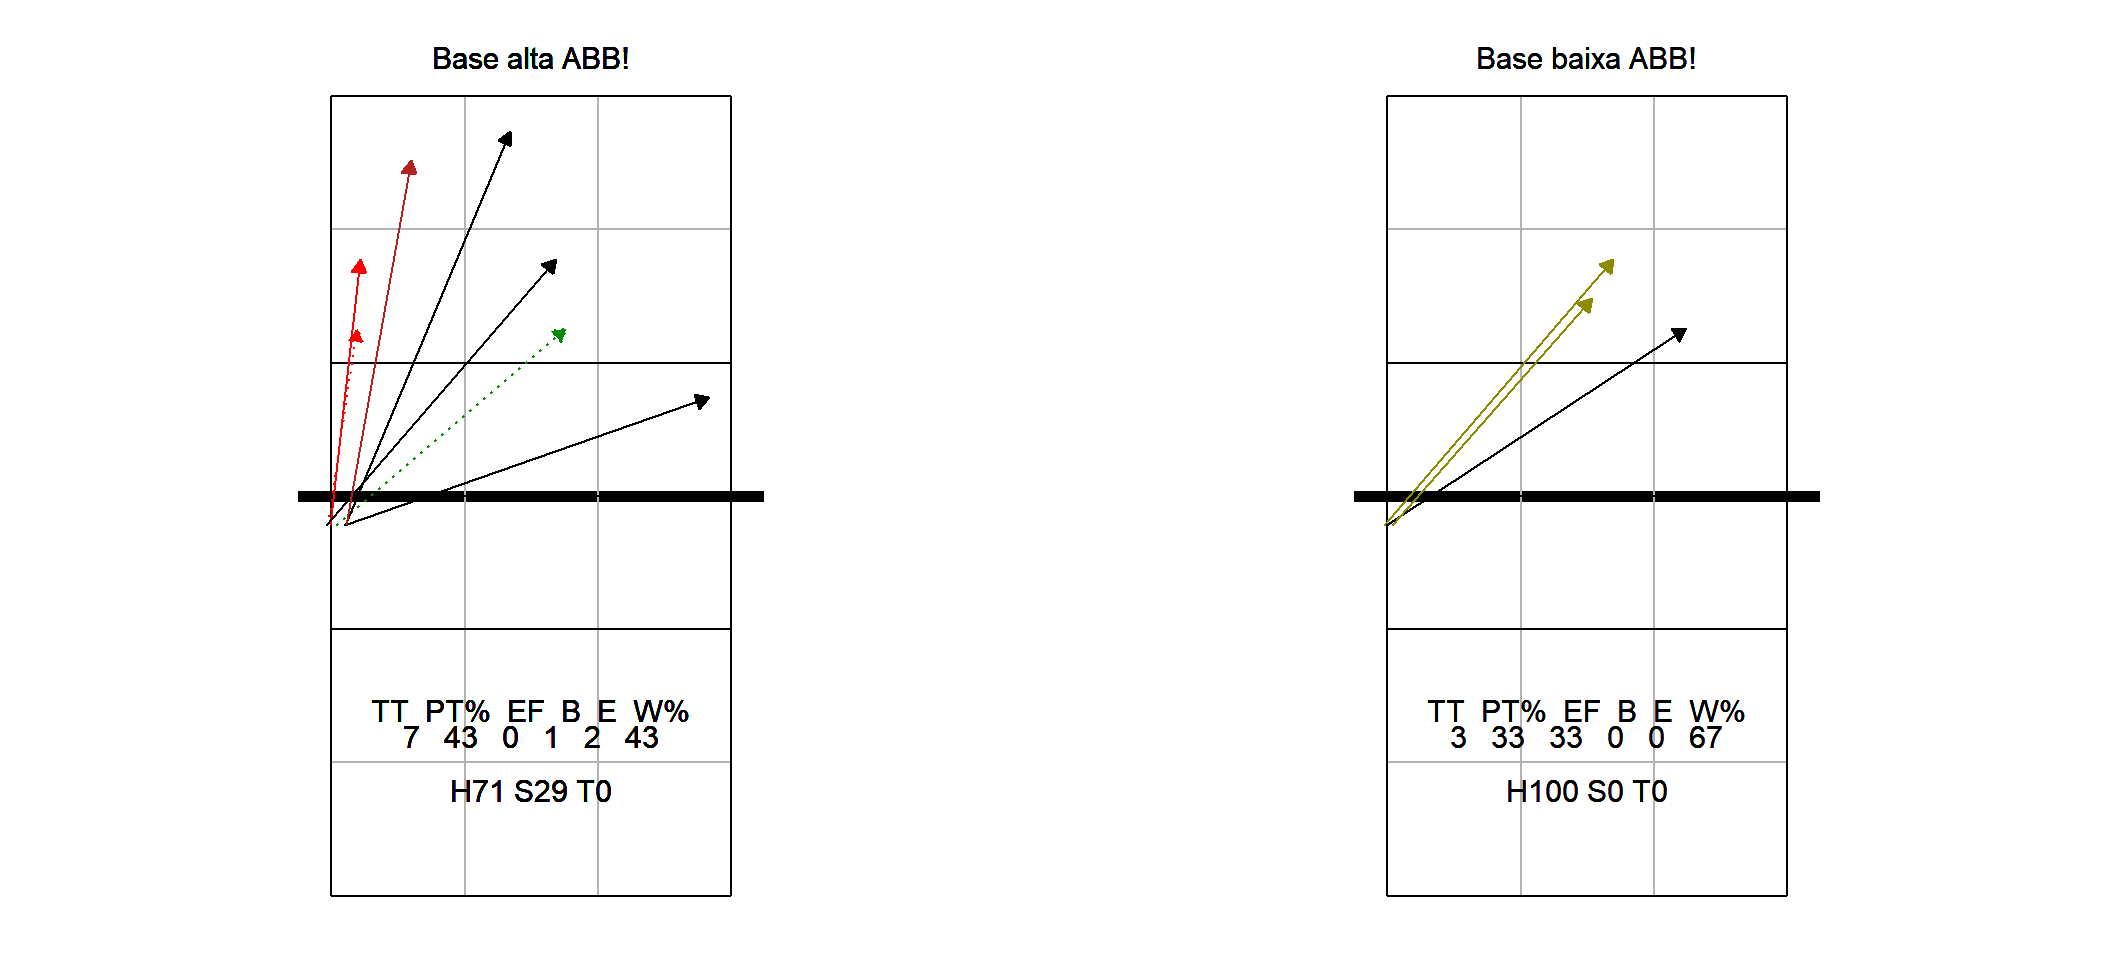 Base alta ABB!
TT PT% EF B E W%
7 43 0 1 2 43
H71 S29 T0
Base baixa ABB!
TT PT% EF B E W%
3 33 33 0 0 67
H100 S0 T0